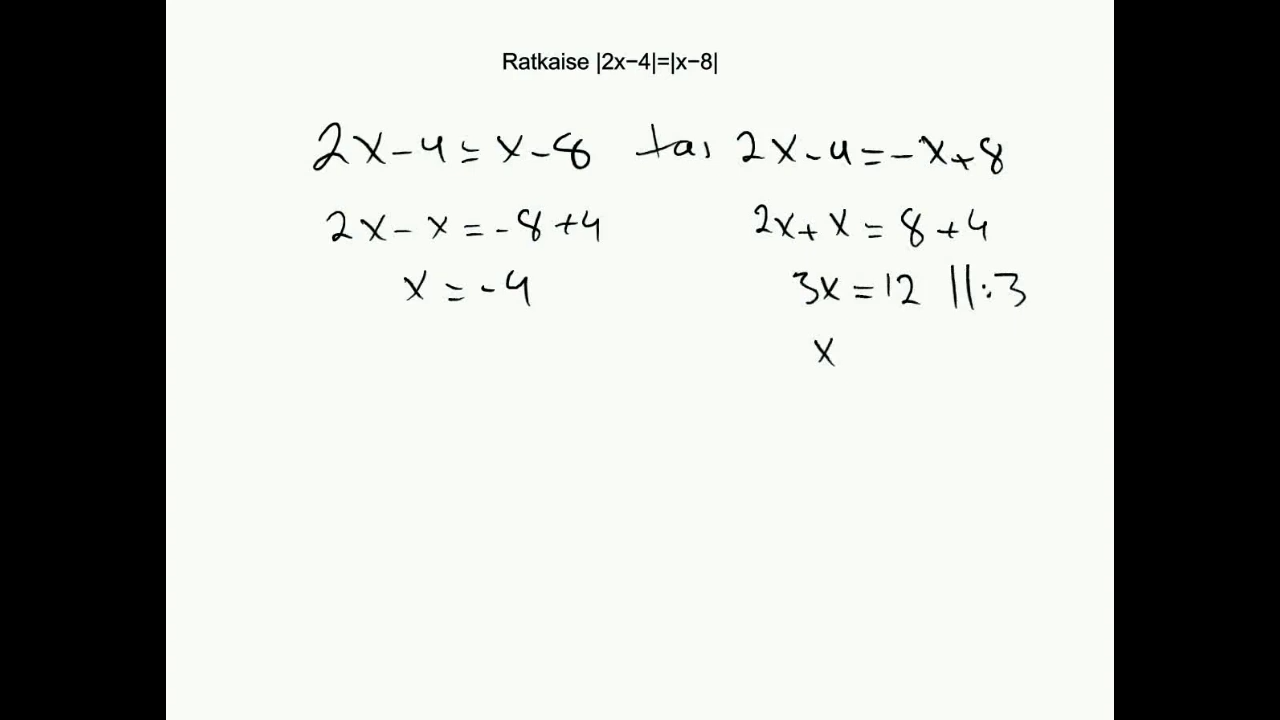 Ratkaise |2x−4|=|x−8|
2x-4=x-8 tai 2x-4=-x+8
2x-x=-8+4 2x+x=8+4
x=-4 3x=12 ||:3
x